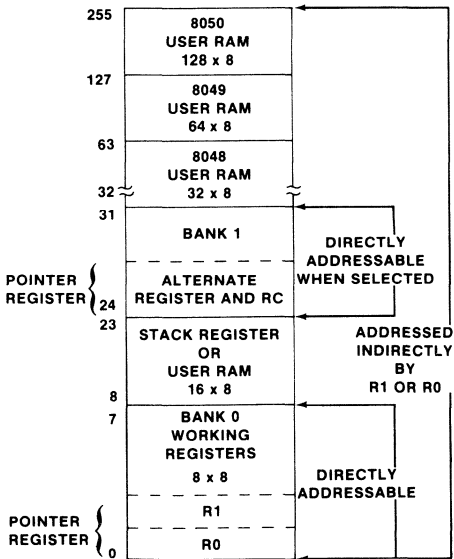 255
8050
USER RAM
128 x 8
127
8049
USER RAM
64 x 8
63
8048
USER RAM
32 x 8
32
31
BANK 1
DIRECTLY
ADDRESSABLE
WHEN SELECTED
POINTER
REGISTER
ALTERNATE
REGISTER AND RC
24
23
STACK REGISTER
OR
USER RAM
16 x 8
ADDRESSED
INDIRECTLY
BY
R1 OR R0
8
7
BANK 0
WORKING
REGISTERS
8 x 8
DIRECTLY
ADDRESSABLE
POINTER
REGISTER
R1
R0
0